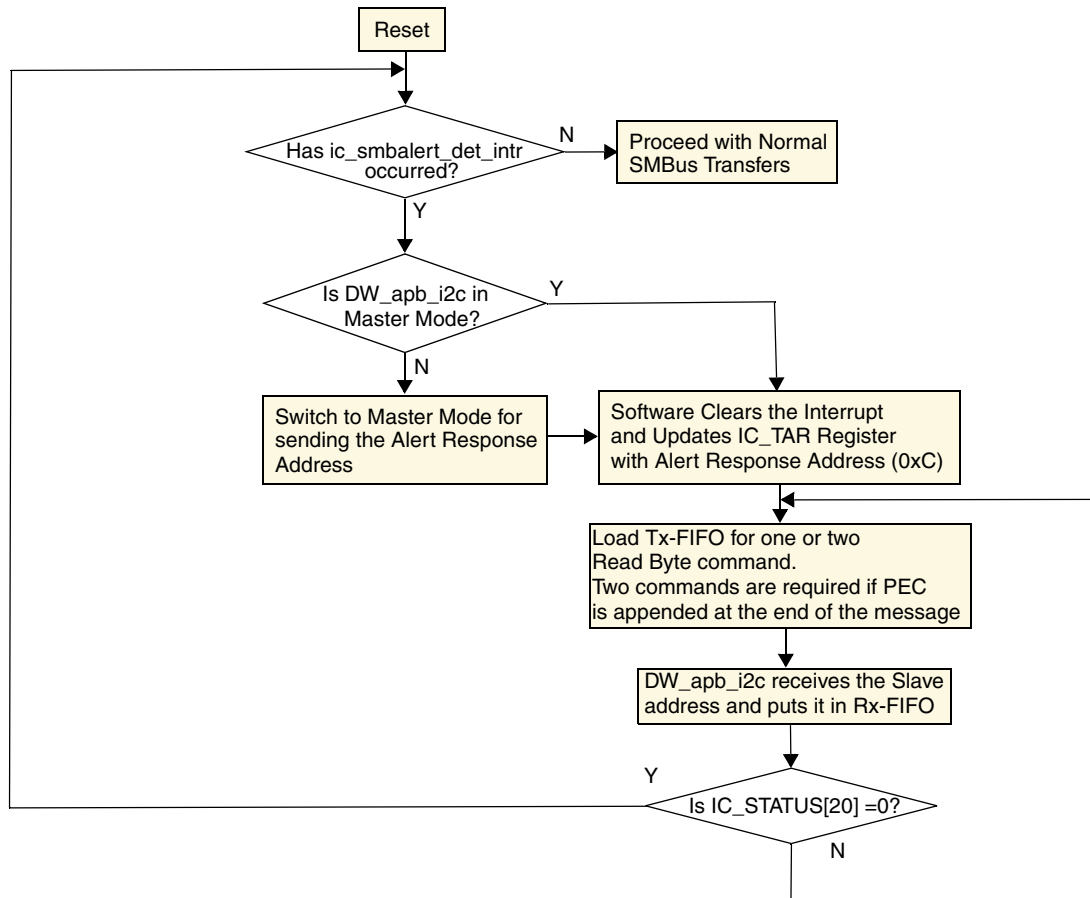 Reset
Has ic_smbalert_det_intr
occurred?
N
Proceed with Normal
SMBus Transfers
Y
Is DW_apb_i2c in
Master Mode?
Y
N
Switch to Master Mode for
sending the Alert Response
Address
Software Clears the Interrupt
and Updates IC_TAR Register
with Alert Response Address (0xC)
Load Tx-FIFO for one or two
Read Byte command.
Two commands are required if PEC
is appended at the end of the message
DW_apb_i2c receives the Slave
address and puts it in Rx-FIFO
Y
Is IC_STATUS[20] =0?
N